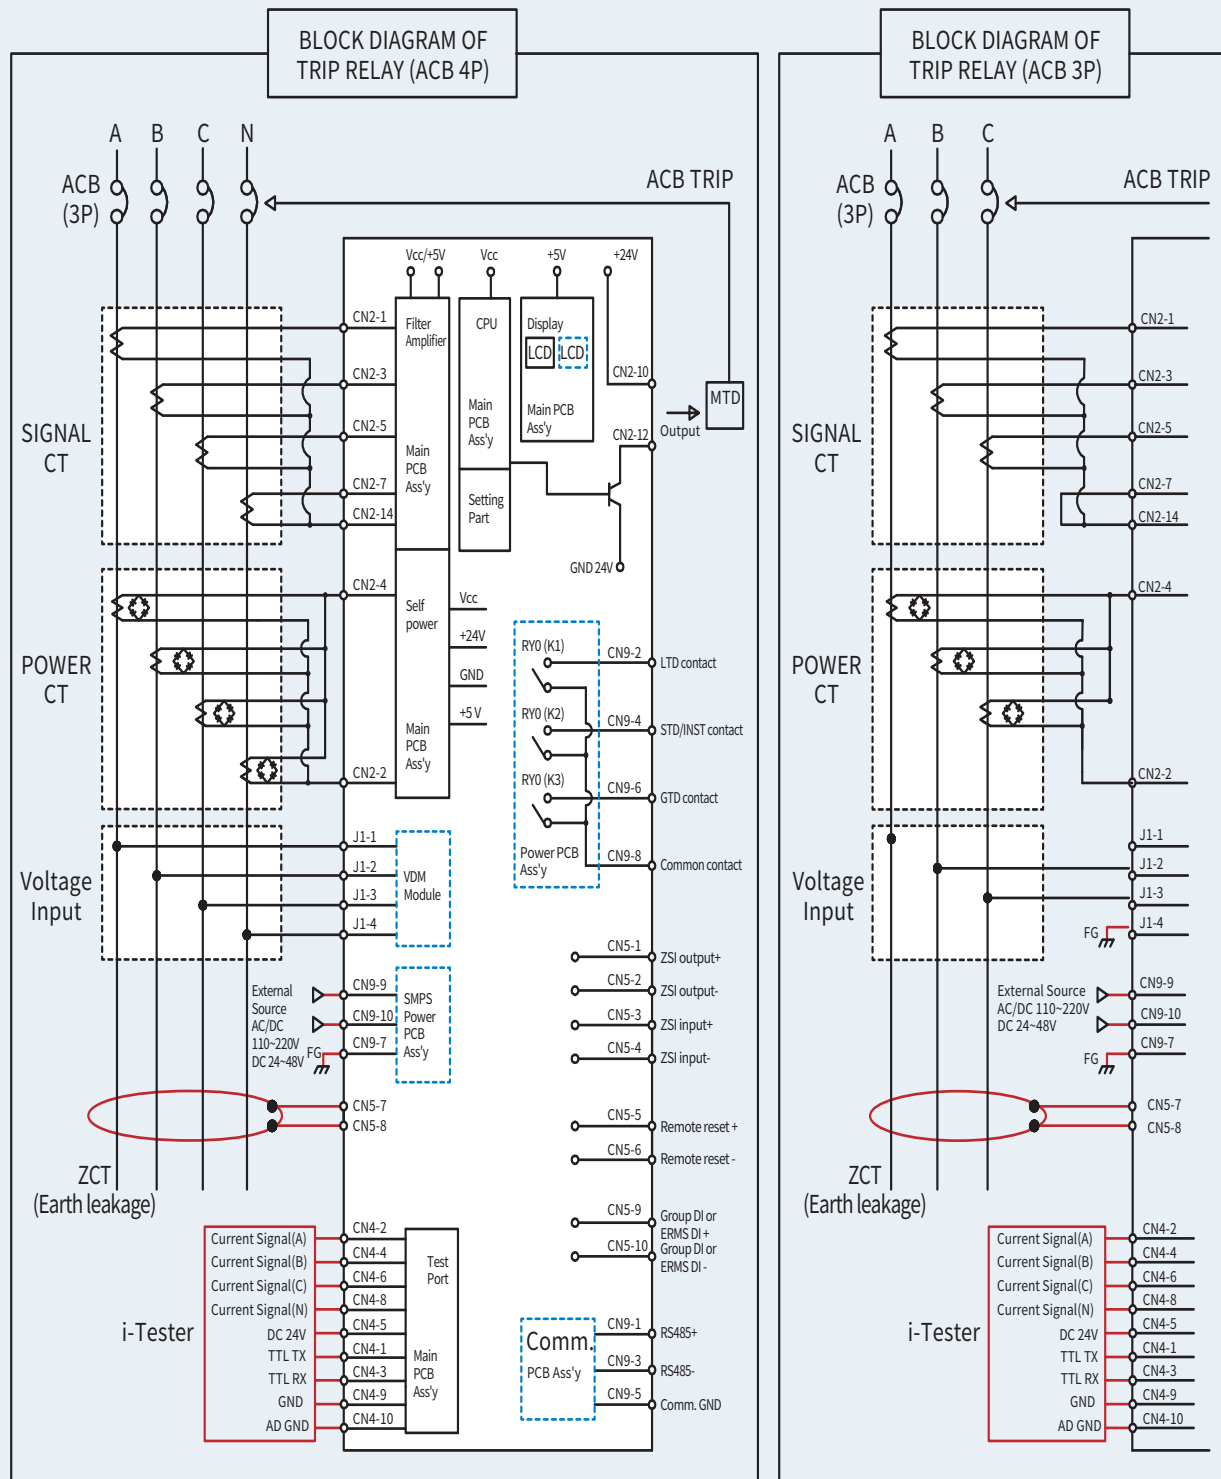 BLOCK DIAGRAM OF
TRIP RELAY (ACB 4P)
A B C N
ACB
(3P)
ACB TRIP
Vcc/+5V
Vcc
+5V
+24V
CN2-1
CN2-3
CN2-5
CN2-7
CN2-14
Filter
Amplifier
Main
PCB
Ass'y
CPU
Main
PCB
Ass'y
Setting
Part
Display
LCD
LCD
Main PCB
Ass'y
CN2-10
CN2-12
MTD
Output
GND 24V
SIGNAL
CT
POWER
CT
CN2-4
CN2-2
Self
power
Main
PCB
Ass'y
Vcc
+24V
GND
+5 V
RY0 (K1)
RY0 (K2)
RY0 (K3)
Power PCB
Ass'y
CN9-2
LTD contact
CN9-4
STD/INST contact
CN9-6
GTD contact
CN9-8
Common contact
Voltage
Input
J1-1
J1-2
J1-3
J1-4
VDM
Module
External
Source
AC/DC
110~220V
DC 24~48V
FG
CN9-9
CN9-10
CN9-7
SMPS
Power
PCB
Ass'y
CN5-1
ZSI output+
CN5-2
ZSI output-
CN5-3
ZSI input+
CN5-4
ZSI input-
CN5-7
CN5-8
ZCT
(Earth leakage)
CN5-5
Remote reset +
CN5-6
Remote reset -
CN5-9
Group DI or
ERMS DI +
CN5-10
Group DI or
ERMS DI -
i-Tester
Current Signal(A)
Current Signal(B)
Current Signal(C)
Current Signal(N)
DC 24V
TTL TX
TTL RX
GND
AD GND
CN4-2
CN4-4
CN4-6
CN4-8
CN4-5
CN4-1
CN4-3
CN4-9
CN4-10
Test
Port
Main
PCB
Ass'y
Comm.
PCB Ass'y
CN9-1
RS485+
CN9-3
RS485-
CN9-5
Comm. GND
BLOCK DIAGRAM OF
TRIP RELAY (ACB 3P)
A B C
ACB
(3P)
ACB TRIP
SIGNAL
CT
CN2-1
CN2-3
CN2-5
CN2-7
CN2-14
POWER
CT
CN2-4
CN2-2
Voltage
Input
J1-1
J1-2
J1-3
J1-4
FG
External Source
AC/DC 110~220V
DC 24~48V
FG
CN9-9
CN9-10
CN9-7
CN5-7
CN5-8
ZCT
(Earth leakage)
i-Tester
Current Signal(A)
Current Signal(B)
Current Signal(C)
Current Signal(N)
DC 24V
TTL TX
TTL RX
GND
AD GND
CN4-2
CN4-4
CN4-6
CN4-8
CN4-5
CN4-1
CN4-3
CN4-9
CN4-10